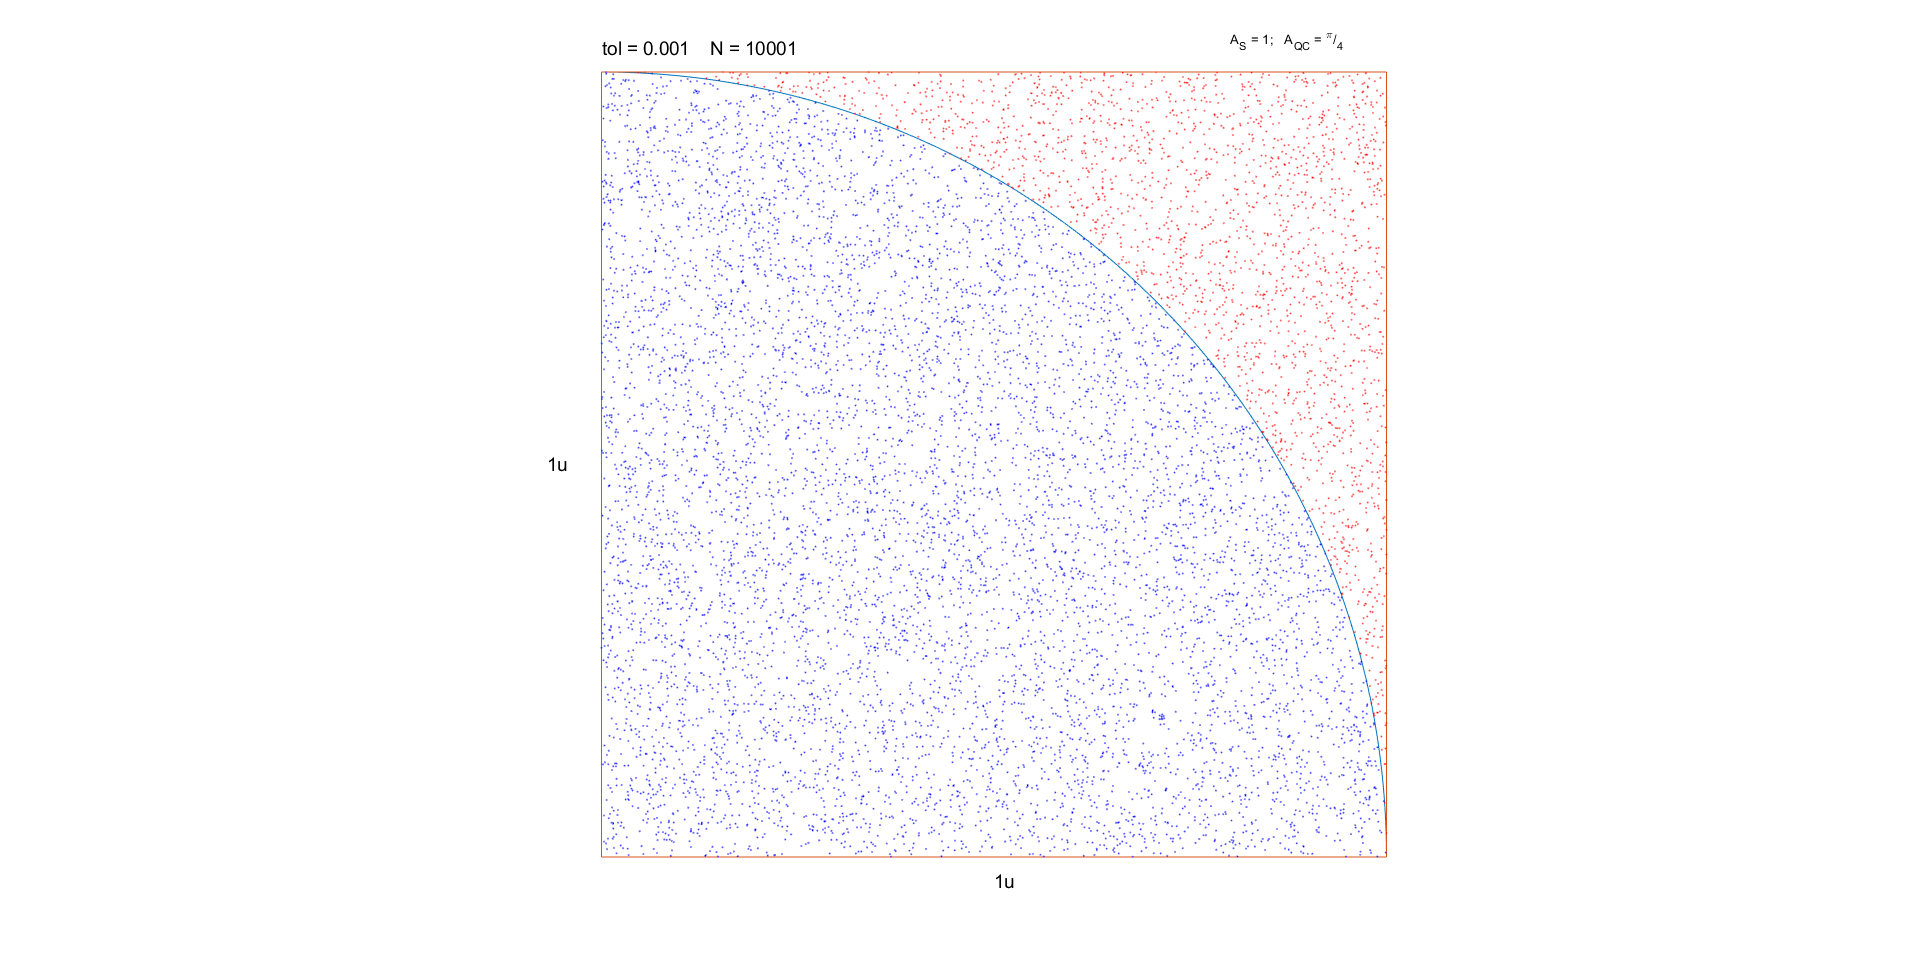 tol = 0.001    N = 10001
A_S = 1;  A_QC = π/4
1u
1u